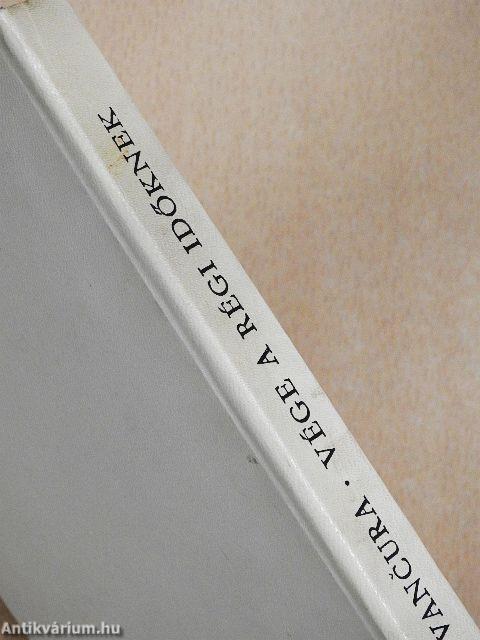 VANČURA · VÉGE A RÉGI IDŐKNEK
Antikvárium.hu